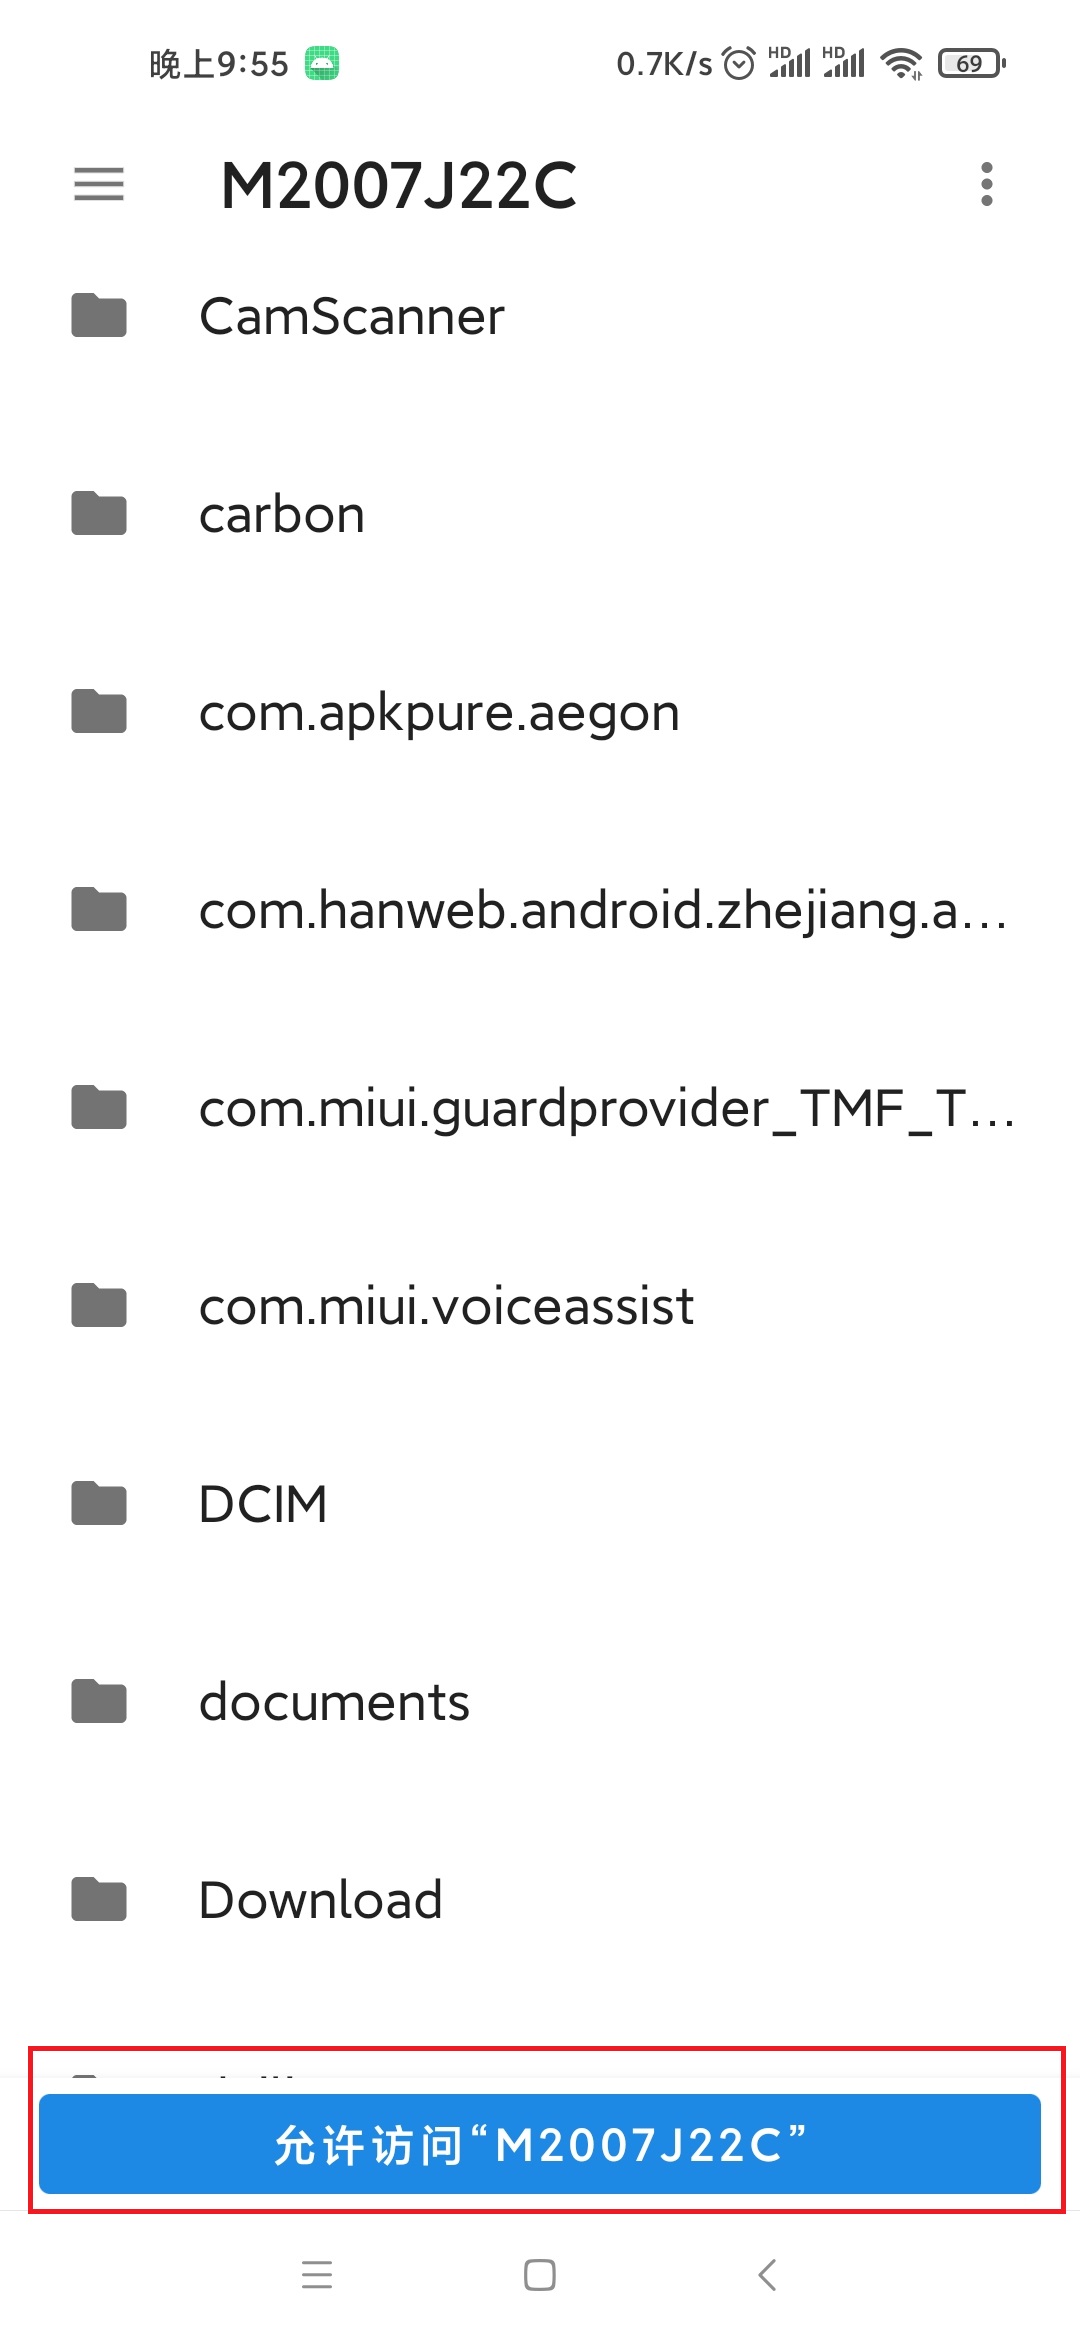 晚上9:55
0.7K/s HD HD 69
M2007J22C
CamScanner
carbon
com.apkpure.aegon
com.hanweb.android.zhejiang.a...
com.miui.guardprovider_TMF_T...
com.miui.voiceassist
DCIM
documents
Download
允许访问“M2007J22C”